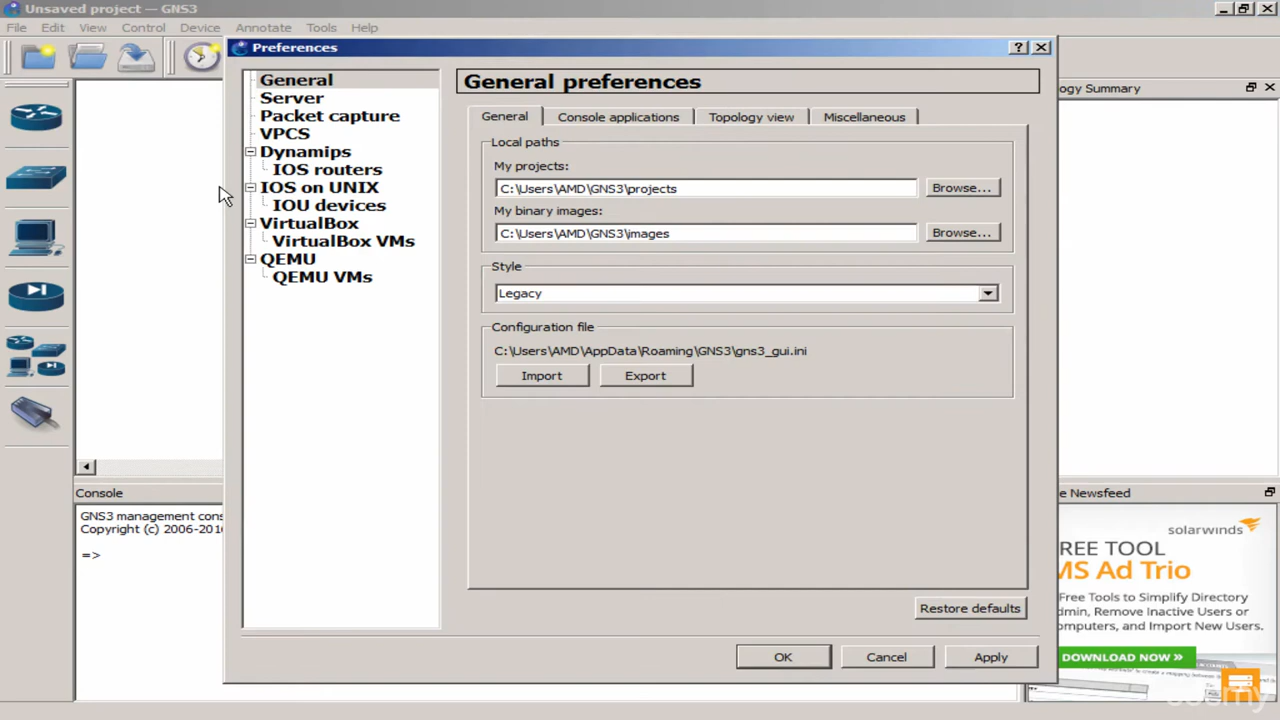 Unsaved project — GNS3
File Edit View Control Device Annotate Tools Help
Preferences
General
Server
Packet capture
VPCS
Dynamips
IOS routers
IOS on UNIX
IOU devices
VirtualBox
VirtualBox VMs
QEMU
QEMU VMs
General preferences
General Console applications Topology view Miscellaneous
Local paths
My projects:
C:\Users\AMD\GNS3\projects Browse...
My binary images:
C:\Users\AMD\GNS3\images Browse...
Style
Legacy
Configuration file
C:\Users\AMD\AppData\Roaming\GNS3\gns3_gui.ini
Import Export
Restore defaults
OK Cancel Apply
ogy Summary
Console
GNS3 management cons
Copyright (c) 2006-201
=>
e Newsfeed
solarwinds
REE TOOL
MS Ad Trio
Free Tools to Simplify Directory
dmin, Remove Inactive Users or
omputers, and Import New Users.
DOWNLOAD NOW »